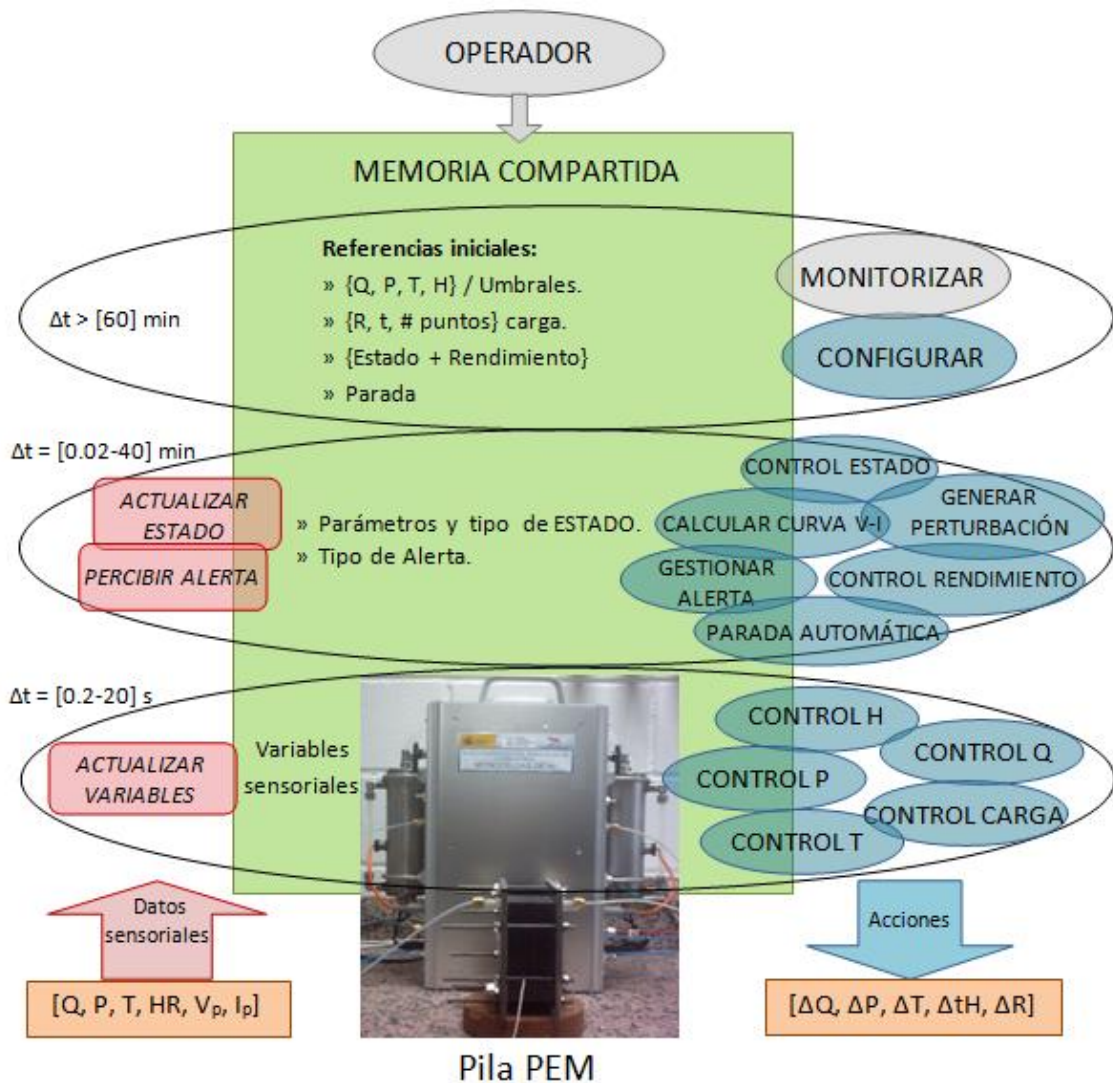 OPERADOR
MEMORIA COMPARTIDA
Referencias iniciales:
» {Q, P, T, H} / Umbrales.
» {R, t, # puntos} carga.
» {Estado + Rendimiento}
» Parada
Δt > [60] min
MONITORIZAR
CONFIGURAR
Δt = [0.02-40] min
ACTUALIZAR
ESTADO
PERCIBIR ALERTA
» Parámetros y tipo de ESTADO.
» Tipo de Alerta.
CONTROL ESTADO
GENERAR
PERTURBACIÓN
CALCULAR CURVA V-I
GESTIONAR
ALERTA
CONTROL RENDIMIENTO
PARADA AUTOMÁTICA
Δt = [0.2-20] s
ACTUALIZAR
VARIABLES
Variables
sensoriales
CONTROL H
CONTROL Q
CONTROL P
CONTROL CARGA
CONTROL T
Datos
sensoriales
Acciones
[Q, P, T, HR, Vₚ, Iₚ]
[ΔQ, ΔP, ΔT, ΔtH, ΔR]
Pila PEM